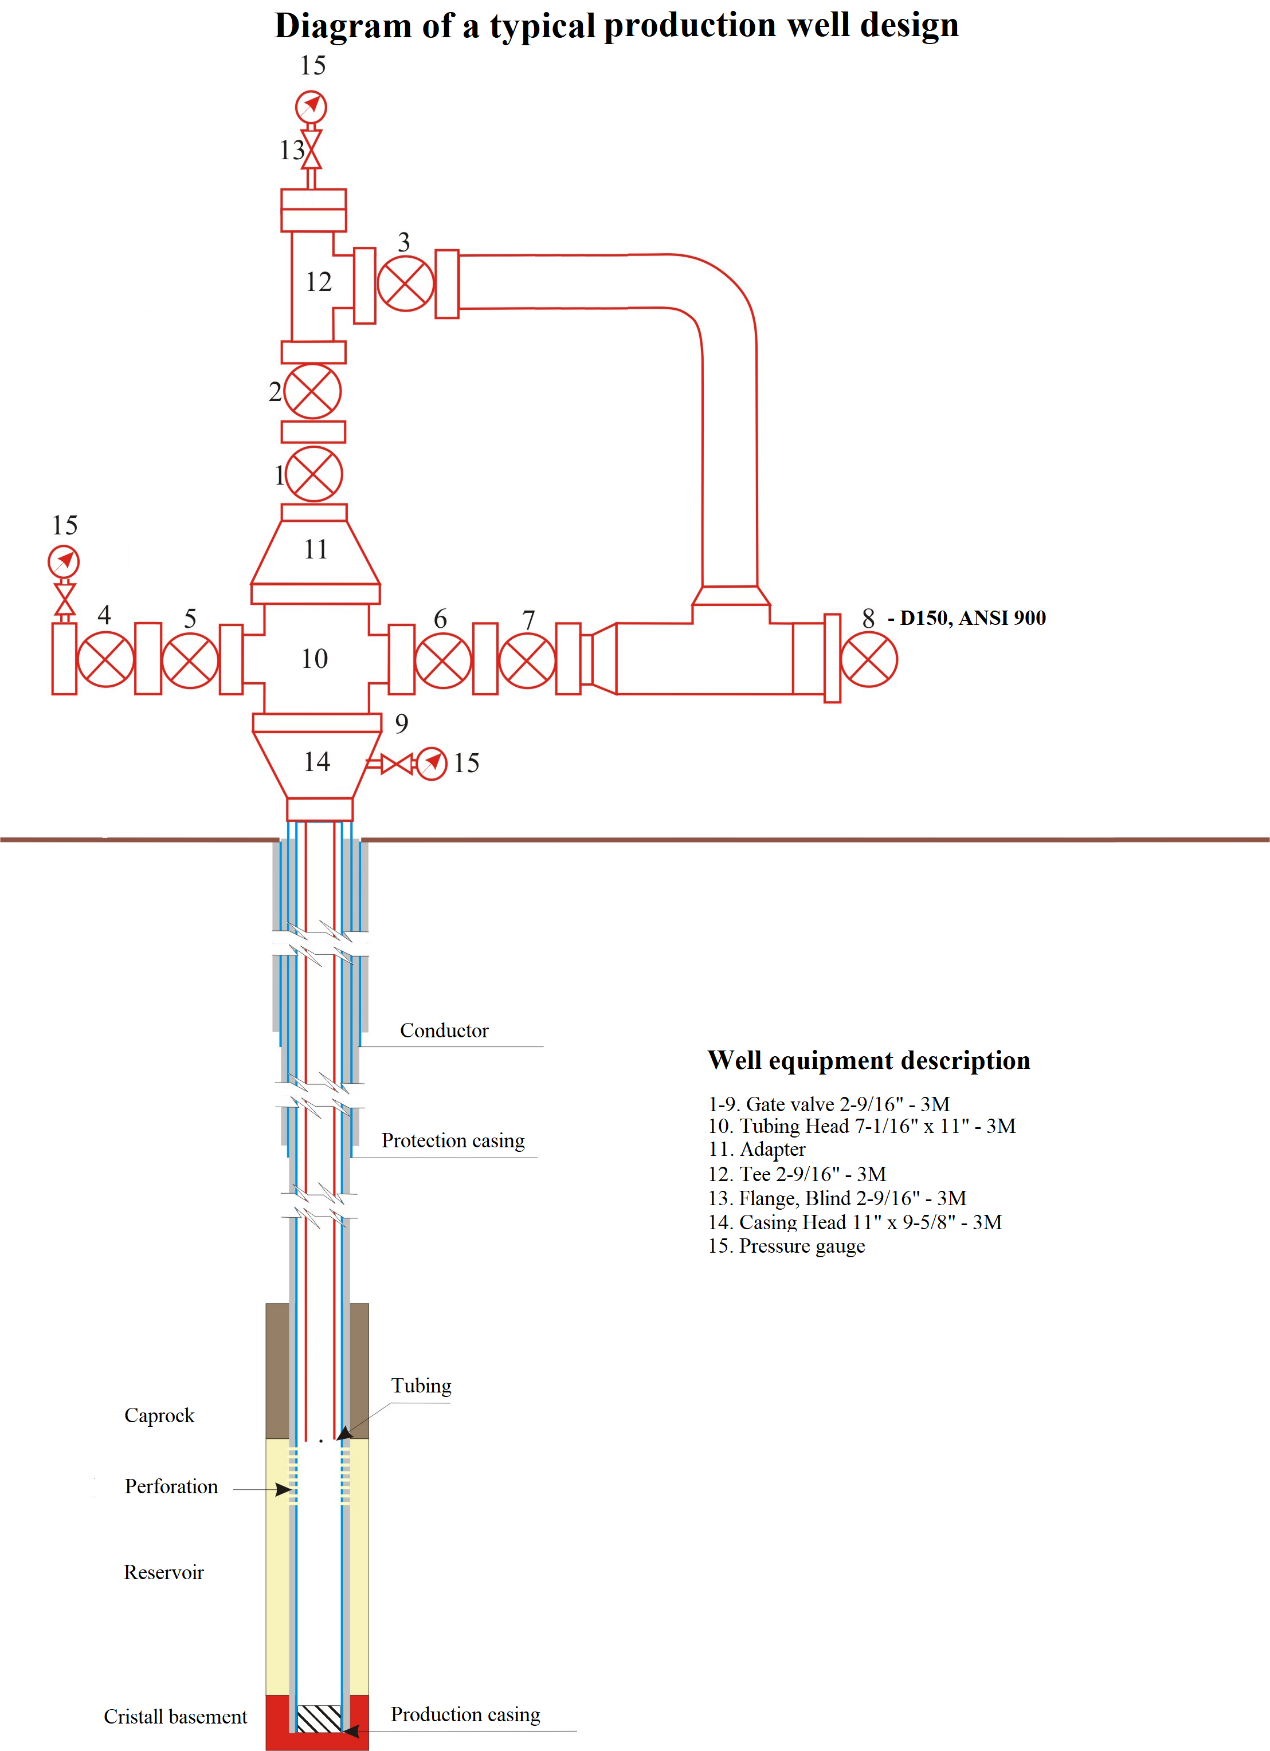 Diagram of a typical production well design
15
13
3
12
2
1
15
11
4
5
6
7
8 - D150, ANSI 900
10
9
14
15
Conductor
Well equipment description
1-9. Gate valve 2-9/16" - 3M
10. Tubing Head 7-1/16" x 11" - 3M
Protection casing
11. Adapter
12. Tee 2-9/16" - 3M
13. Flange, Blind 2-9/16" - 3M
14. Casing Head 11" x 9-5/8" - 3M
15. Pressure gauge
Tubing
Caprock
Perforation
Reservoir
Cristall basement
Production casing